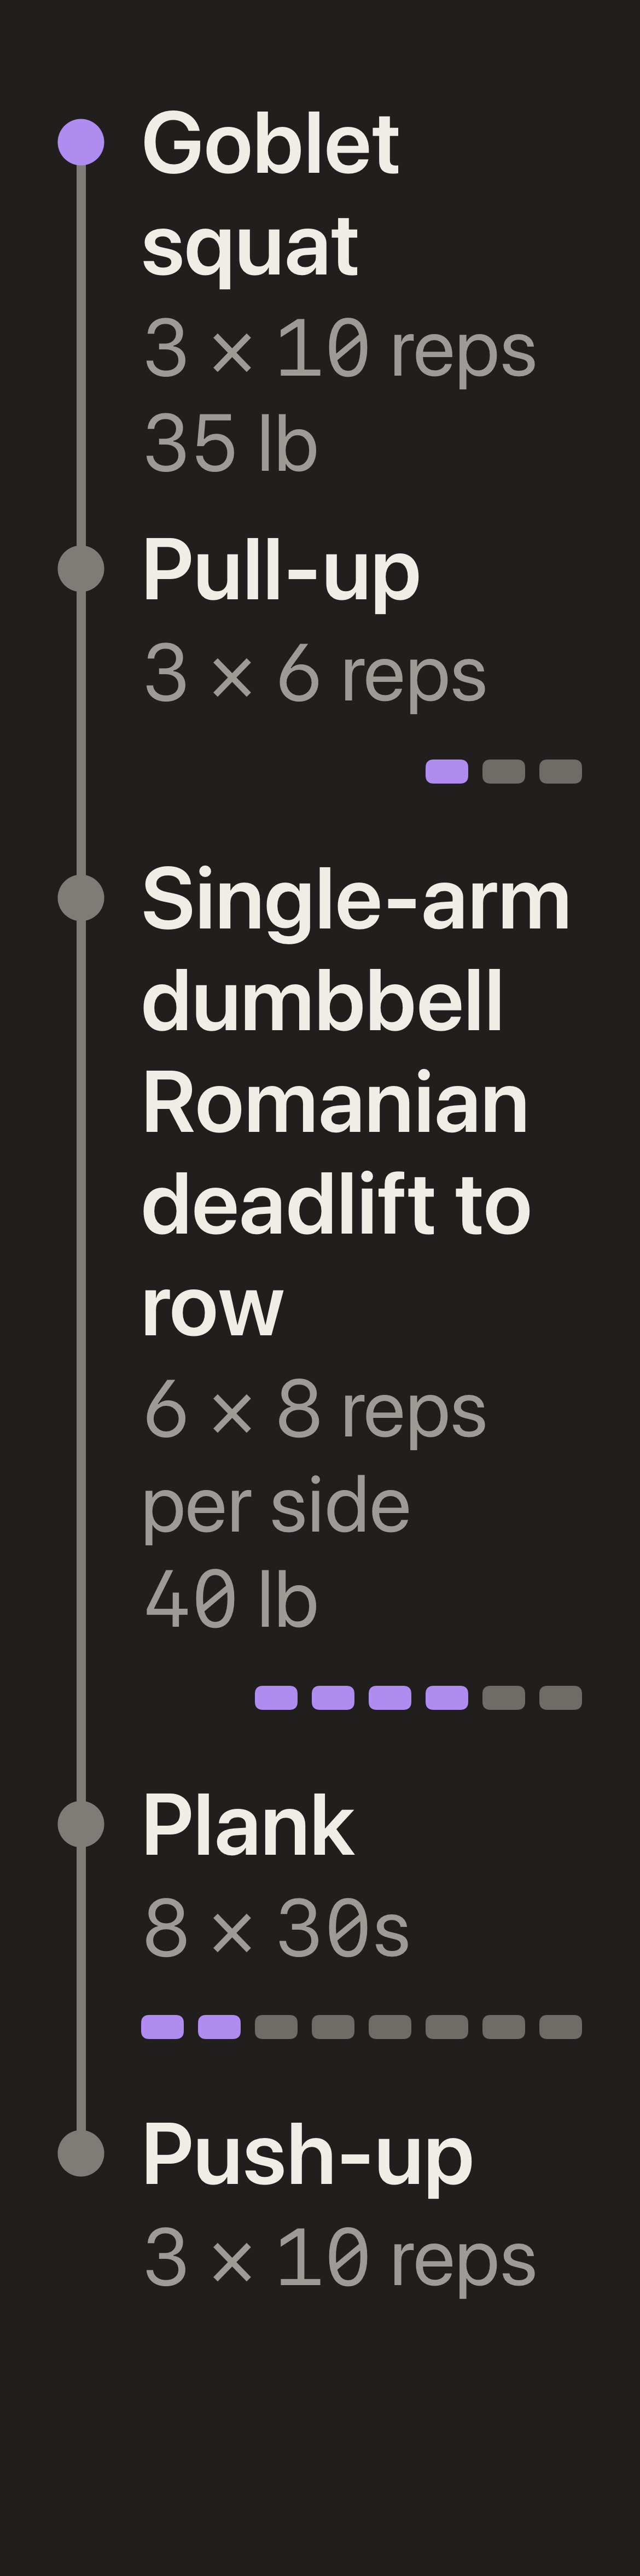 Goblet
squat
3 × 10 reps
35 lb
Pull-up
3 × 6 reps
Single-arm
dumbbell
Romanian
deadlift to
row
6 × 8 reps
per side
40 lb
Plank
8 × 30s
Push-up
3 × 10 reps